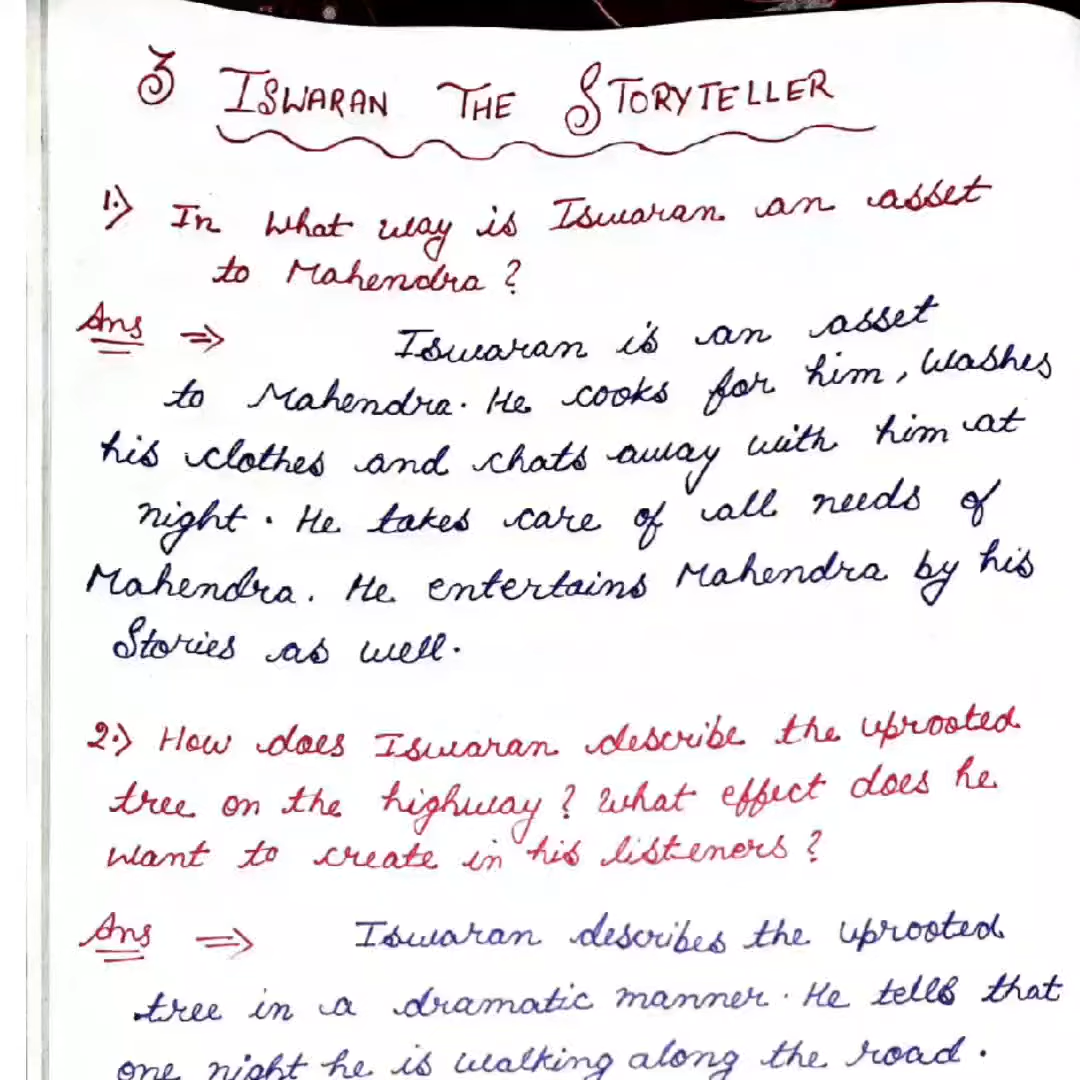 3 ISWARAN THE STORYTELLER
1.) In what way is Iswaran an asset
to Mahendra ?
Ans ⇒ Iswaran is an asset
to Mahendra. He cooks for him, washes
his clothes and chats away with him at
night. He takes care of all needs of
Mahendra. He entertains Mahendra by his
Stories as well.
2.) How does Iswaran describe the uprooted
tree on the highway ? What effect does he
want to create in his listeners ?
Ans ⇒ Iswaran describes the uprooted
tree in a dramatic manner. He tells that
one night he is walking along the road.